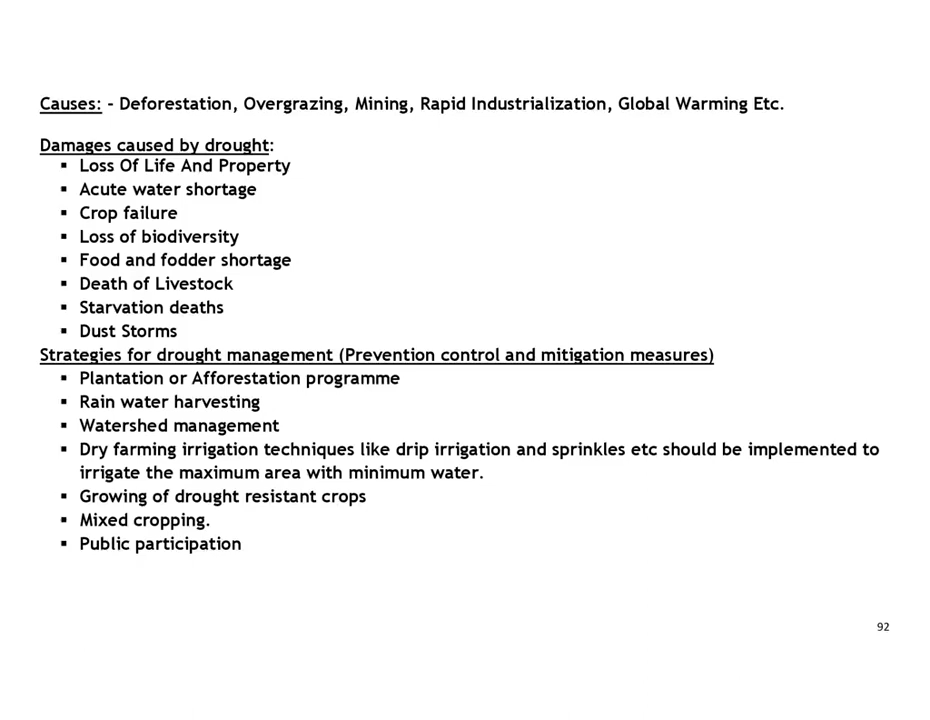 Causes: - Deforestation, Overgrazing, Mining, Rapid Industrialization, Global Warming Etc.
Damages caused by drought:
▪ Loss Of Life And Property
▪ Acute water shortage
▪ Crop failure
▪ Loss of biodiversity
▪ Food and fodder shortage
▪ Death of Livestock
▪ Starvation deaths
▪ Dust Storms
Strategies for drought management (Prevention control and mitigation measures)
▪ Plantation or Afforestation programme
▪ Rain water harvesting
▪ Watershed management
▪ Dry farming irrigation techniques like drip irrigation and sprinkles etc should be implemented to
irrigate the maximum area with minimum water.
▪ Growing of drought resistant crops
▪ Mixed cropping.
▪ Public participation
92